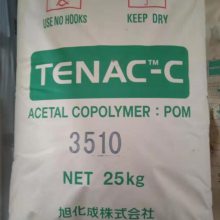 USE NO HOOKS
KEEP DRY
TENAC™-C
ACETAL COPOLYMER : POM
3510
NET 25kg
旭化成株式会社